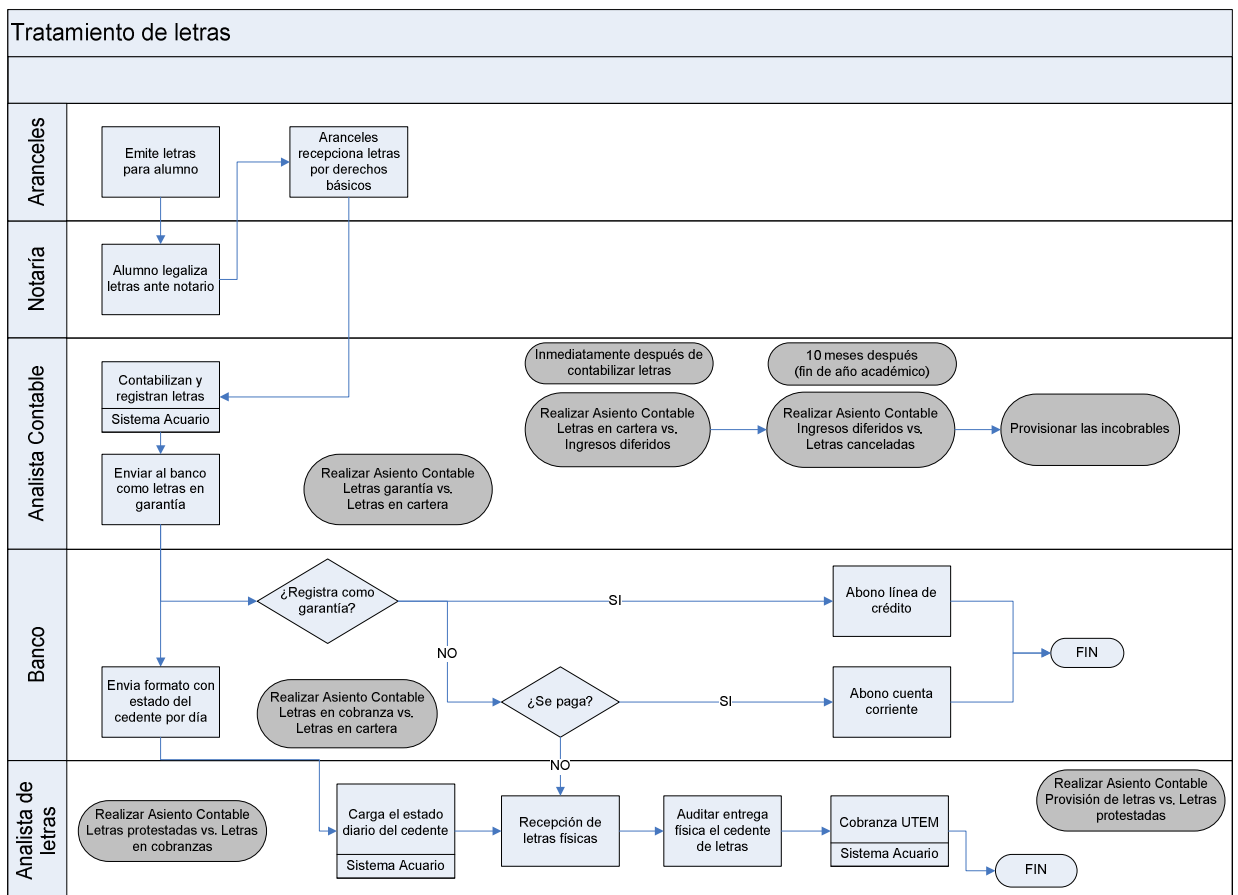 Tratamiento de letras
Aranceles
Emite letras
para alumno
Aranceles
recepciona letras
por derechos
básicos
Notaría
Alumno legaliza
letras ante notario
Analista Contable
Contabilizan y
registran letras
Sistema Acuario
Enviar al banco
como letras en
garantía
Realizar Asiento Contable
Letras garantía vs.
Letras en cartera
Inmediatamente después de
contabilizar letras
Realizar Asiento Contable
Letras en cartera vs.
Ingresos diferidos
10 meses después
(fin de año académico)
Realizar Asiento Contable
Ingresos diferidos vs.
Letras canceladas
Provisionar las incobrables
Banco
¿Registra como
garantía?
SI
Abono línea de
crédito
NO
FIN
Envia formato con
estado del
cedente por día
Realizar Asiento Contable
Letras en cobranza vs.
Letras en cartera
¿Se paga?
SI
Abono cuenta
corriente
NO
Analista de
letras
Realizar Asiento Contable
Letras protestadas vs. Letras
en cobranzas
Carga el estado
diario del cedente
Sistema Acuario
Recepción de
letras físicas
Auditar entrega
física el cedente
de letras
Cobranza UTEM
Sistema Acuario
Realizar Asiento Contable
Provisión de letras vs. Letras
protestadas
FIN